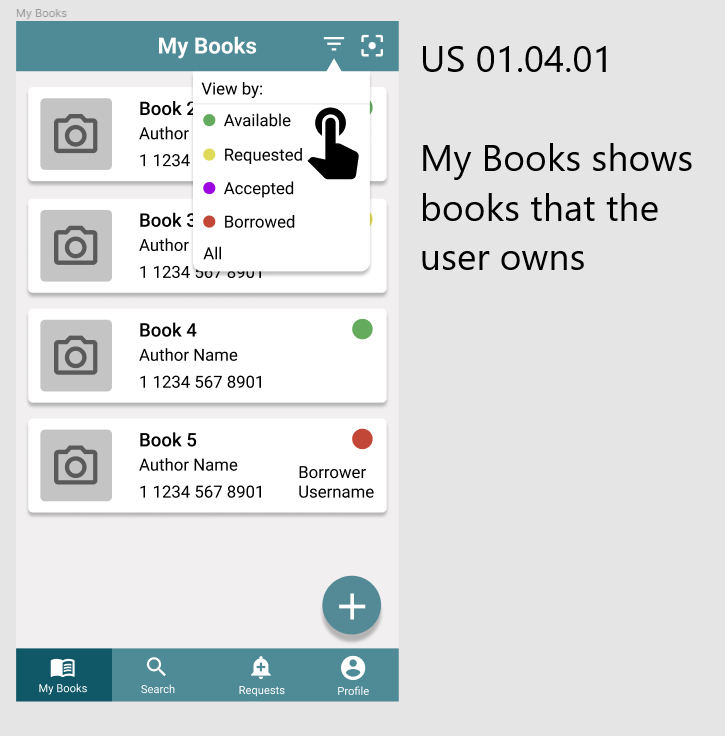 My Books
My Books
View by:
Available
Requested
Accepted
Borrowed
All
Book 2
Author
1 1234
Book 3
Author
1 1234 567 8901
Book 4
Author Name
1 1234 567 8901
Book 5
Author Name
1 1234 567 8901
Borrower
Username
My Books
Search
Requests
Profile
US 01.04.01
My Books shows
books that the
user owns